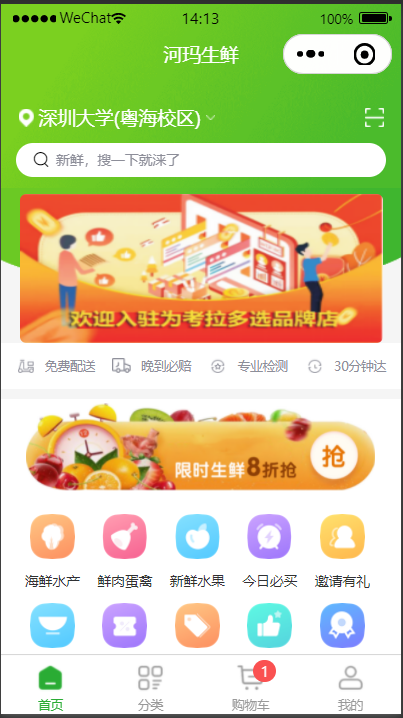 WeChat 14:13 100%
河玛生鲜
深圳大学(粤海校区)
新鲜，搜一下就涞了
欢迎入驻为考拉多选品牌店
免费配送 晚到必赔 专业检测 30分钟达
限时生鲜8折抢 抢
海鲜水产 鲜肉蛋禽 新鲜水果 今日必买 邀请有礼
1
首页 分类 购物车 我的